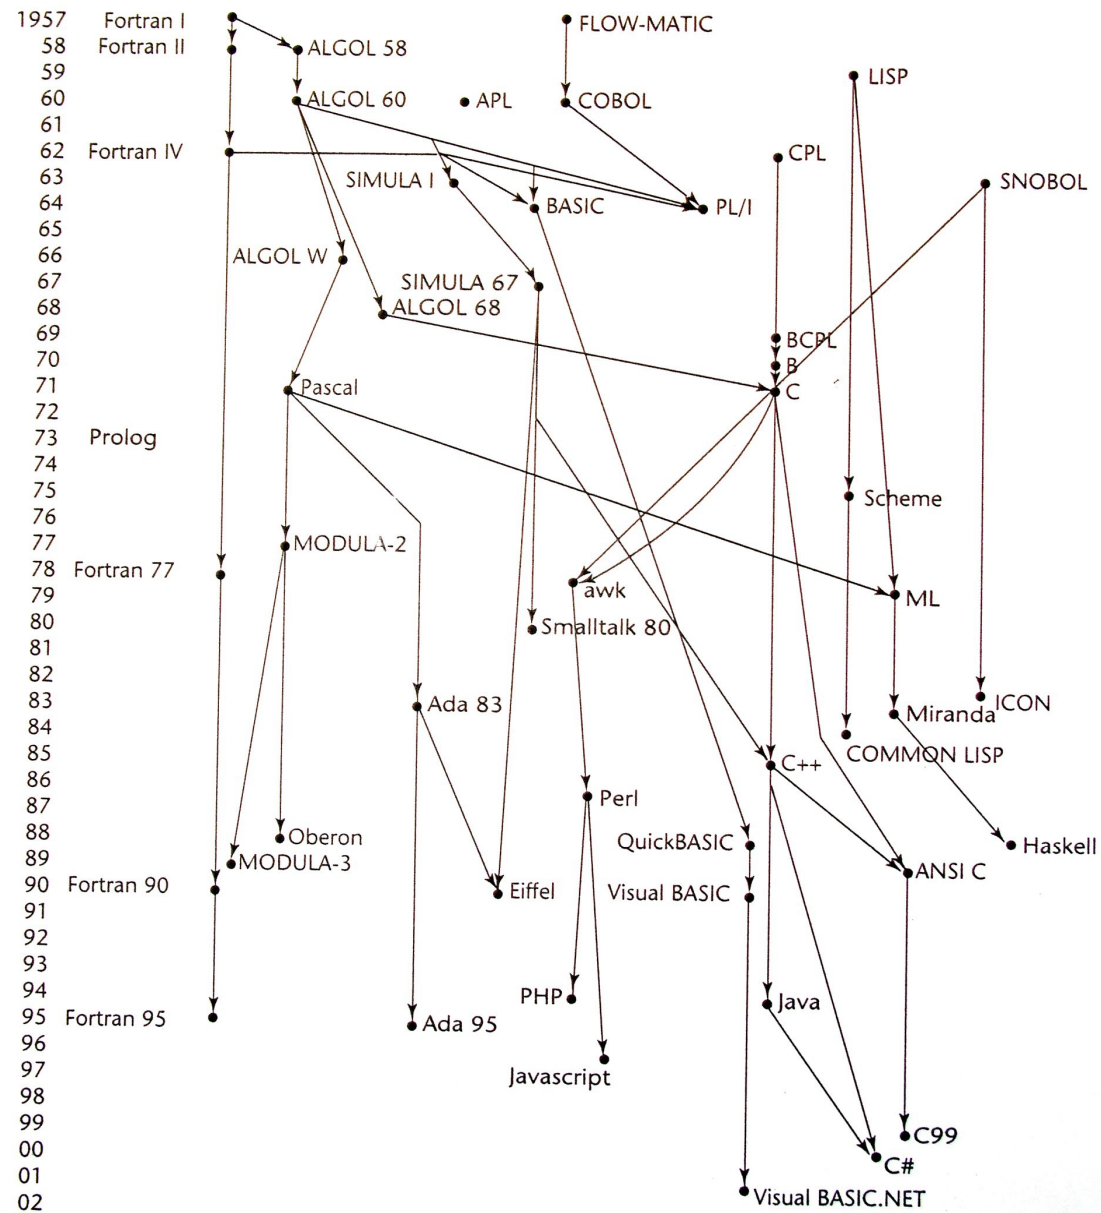 1957 Fortran I FLOW-MATIC
58 Fortran II ALGOL 58
59 LISP
60 ALGOL 60 APL COBOL
61
62 Fortran IV CPL
63 SIMULA I SNOBOL
64 BASIC PL/I
65
66 ALGOL W
67 SIMULA 67
68 ALGOL 68
69 BCPL
70 B
71 Pascal C
72
73 Prolog
74
75 Scheme
76
77 MODULA-2
78 Fortran 77 awk
79 ML
80 Smalltalk 80
81
82
83 Ada 83 ICON
84 Miranda
85 C++ COMMON LISP
86
87 Perl
88 Oberon QuickBASIC Haskell
89 MODULA-3 ANSI C
90 Fortran 90 Eiffel Visual BASIC
91
92
93
94 PHP Java
95 Fortran 95 Ada 95
96
97 Javascript
98
99 C99
00 C#
01
02 Visual BASIC.NET